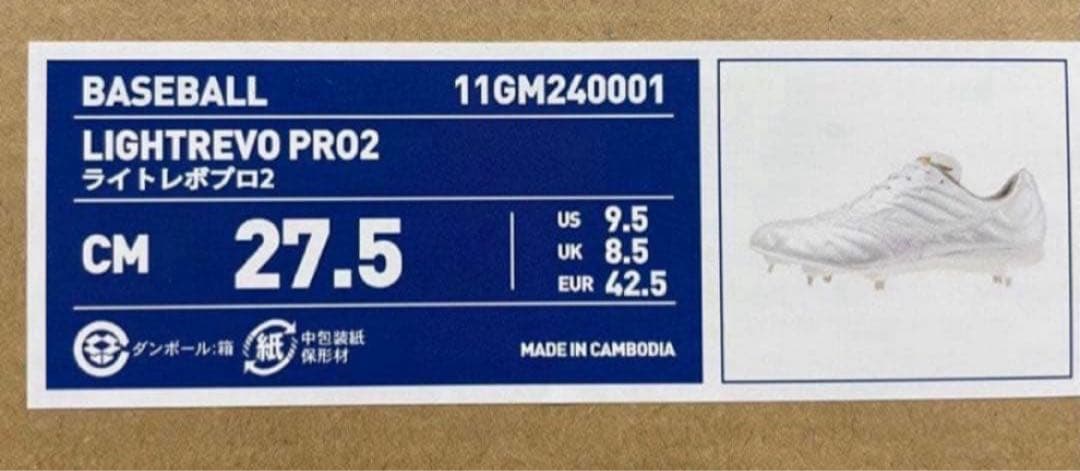 BASEBALL 11GM240001
LIGHTREVO PRO2
ライトレボプロ2
CM 27.5
US 9.5
UK 8.5
EUR 42.5
ダンボール:箱
紙
中包装紙
保形材
MADE IN CAMBODIA